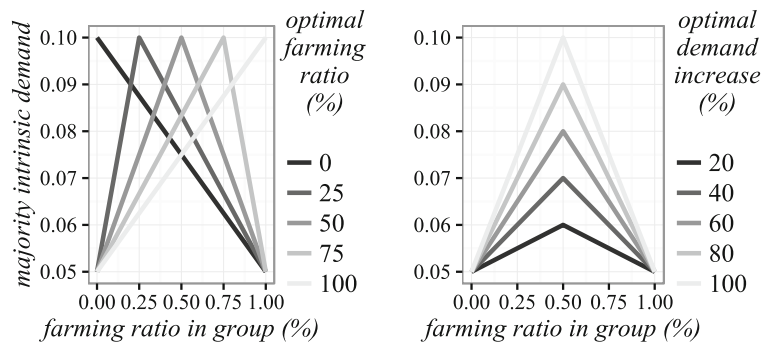 majority intrinsic demand
0.10
0.09
0.08
0.07
0.06
0.05
0.00 0.25 0.50 0.75 1.00
farming ratio in group (%)
optimal
farming
ratio
(%)
0
25
50
75
100
0.10
0.09
0.08
0.07
0.06
0.05
0.00 0.25 0.50 0.75 1.00
farming ratio in group (%)
optimal
demand
increase
(%)
20
40
60
80
100